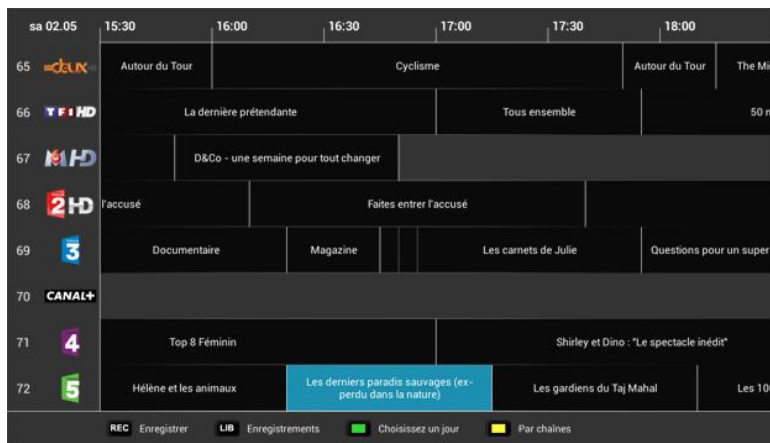 sa 02.05 15:30 16:00 16:30 17:00 17:30 18:00
65 deux Autour du Tour Cyclisme Autour du Tour The Mi
66 TF1 HD La dernière prétendante Tous ensemble 50 m
67 M6 HD D&Co - une semaine pour tout changer
68 2 HD l'accusé Faites entrer l'accusé
69 3 Documentaire Magazine Les carnets de Julie Questions pour un super
70 CANAL+
71 4 Top 8 Féminin Shirley et Dino : "Le spectacle inédit"
72 5 Hélène et les animaux Les derniers paradis sauvages (ex-
perdu dans la nature) Les gardiens du Taj Mahal Les 10
REC Enregistrer LIB Enregistrements Choisissez un jour Par chaînes